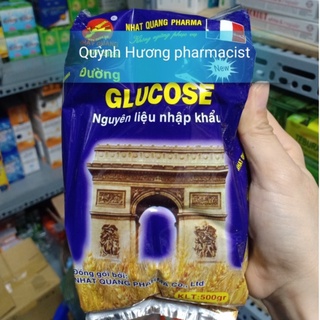 NHAT QUANG PHARMA
Quỳnh Hương pharmacist
New
Đường
GLUCOSE
Nguyên liệu nhập khẩu
Đóng gói bởi:
NHAT QUANG PHARMA CO., Ltd
KLT: 500gr